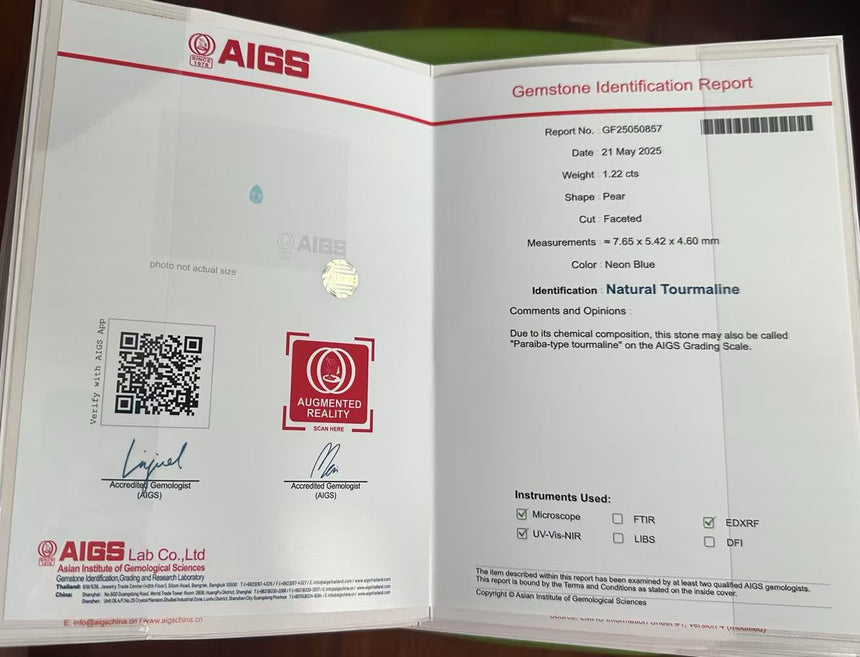 AIGS
SINCE 1978
photo not actual size
AIGS
Verify with AIGS App
AUGMENTED
REALITY
SCAN HERE
Accredited Gemologist
(AIGS)
Accredited Gemologist
(AIGS)
AIGS Lab Co.,Ltd
Asian Institute of Gemological Sciences
Gemstone Identification,Grading and Research Laboratory
E: info@aigschina.cn / www.aigschina.cn
Gemstone Identification Report
Report No. : GF25050857
Date : 21 May 2025
Weight : 1.22 cts
Shape : Pear
Cut : Faceted
Measurements : ≈ 7.65 x 5.42 x 4.60 mm
Color : Neon Blue
Identification : Natural Tourmaline
Comments and Opinions :
Due to its chemical composition, this stone may also be called
"Paraiba-type tourmaline" on the AIGS Grading Scale.
Instruments Used:
Microscope FTIR EDXRF
UV-Vis-NIR LIBS DFI
The item described within this report has been examined by at least two qualified AIGS gemologists.
This report is bound by the Terms and Conditions as stated on the inside cover.
Copyright © Asian Institute of Gemological Sciences